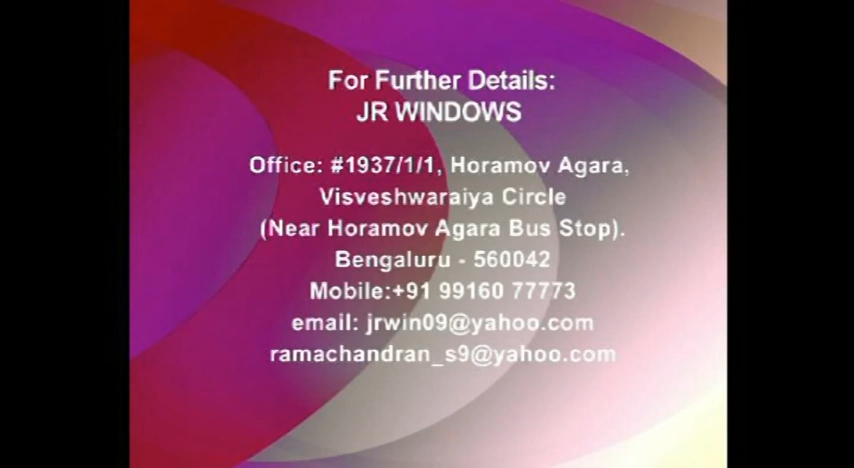 For Further Details:
JR WINDOWS
Office: #1937/1/1, Horamov Agara,
Visveshwaraiya Circle
(Near Horamov Agara Bus Stop).
Bengaluru - 560042
Mobile:+91 99160 77773
email: jrwin09@yahoo.com
ramachandran_s9@yahoo.com